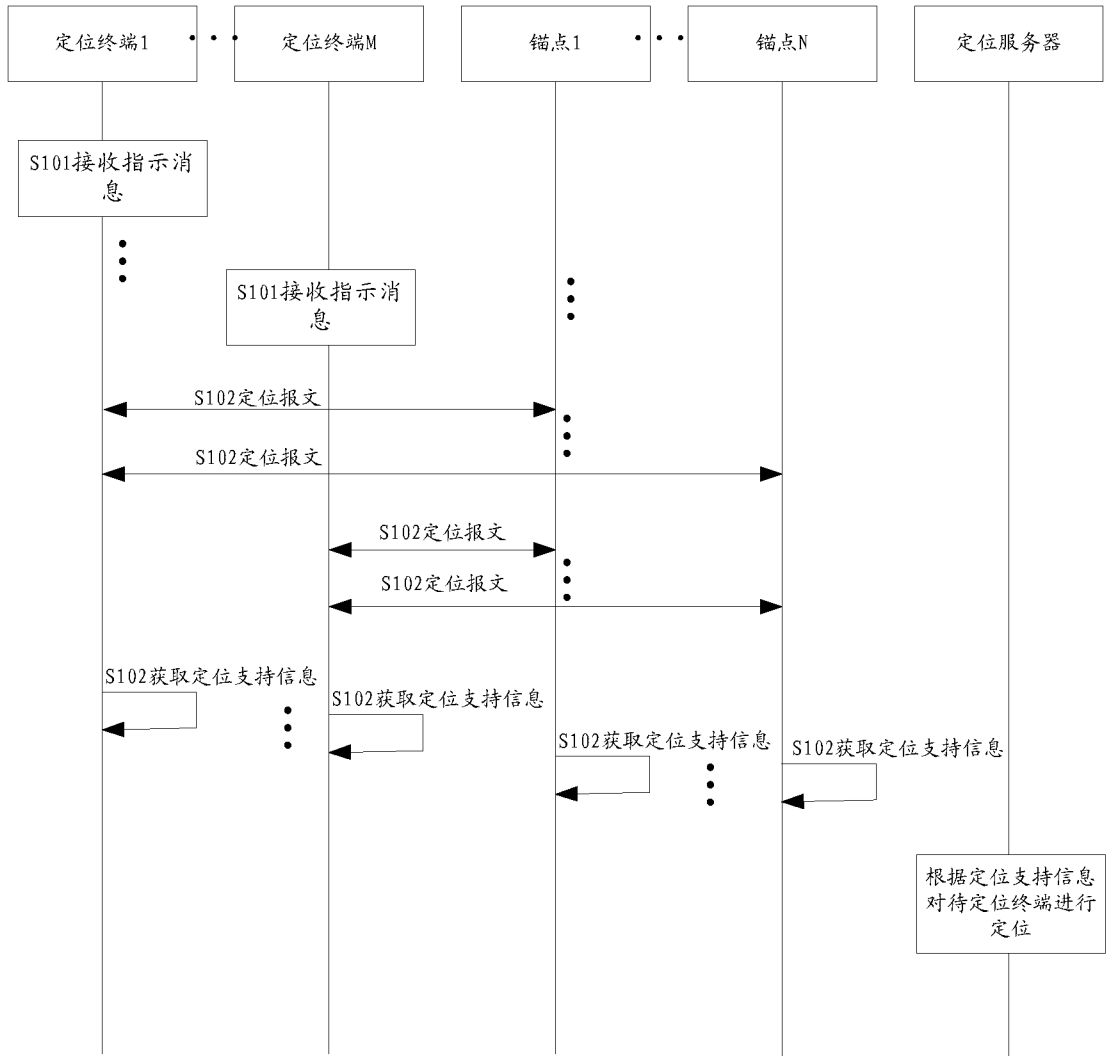 定位终端1
定位终端M
锚点1
锚点N
定位服务器
S101接收指示消
息
S101接收指示消
息
S102定位报文
S102定位报文
S102定位报文
S102定位报文
S102获取定位支持信息
S102获取定位支持信息
S102获取定位支持信息
S102获取定位支持信息
根据定位支持信息
对待定位终端进行
定位